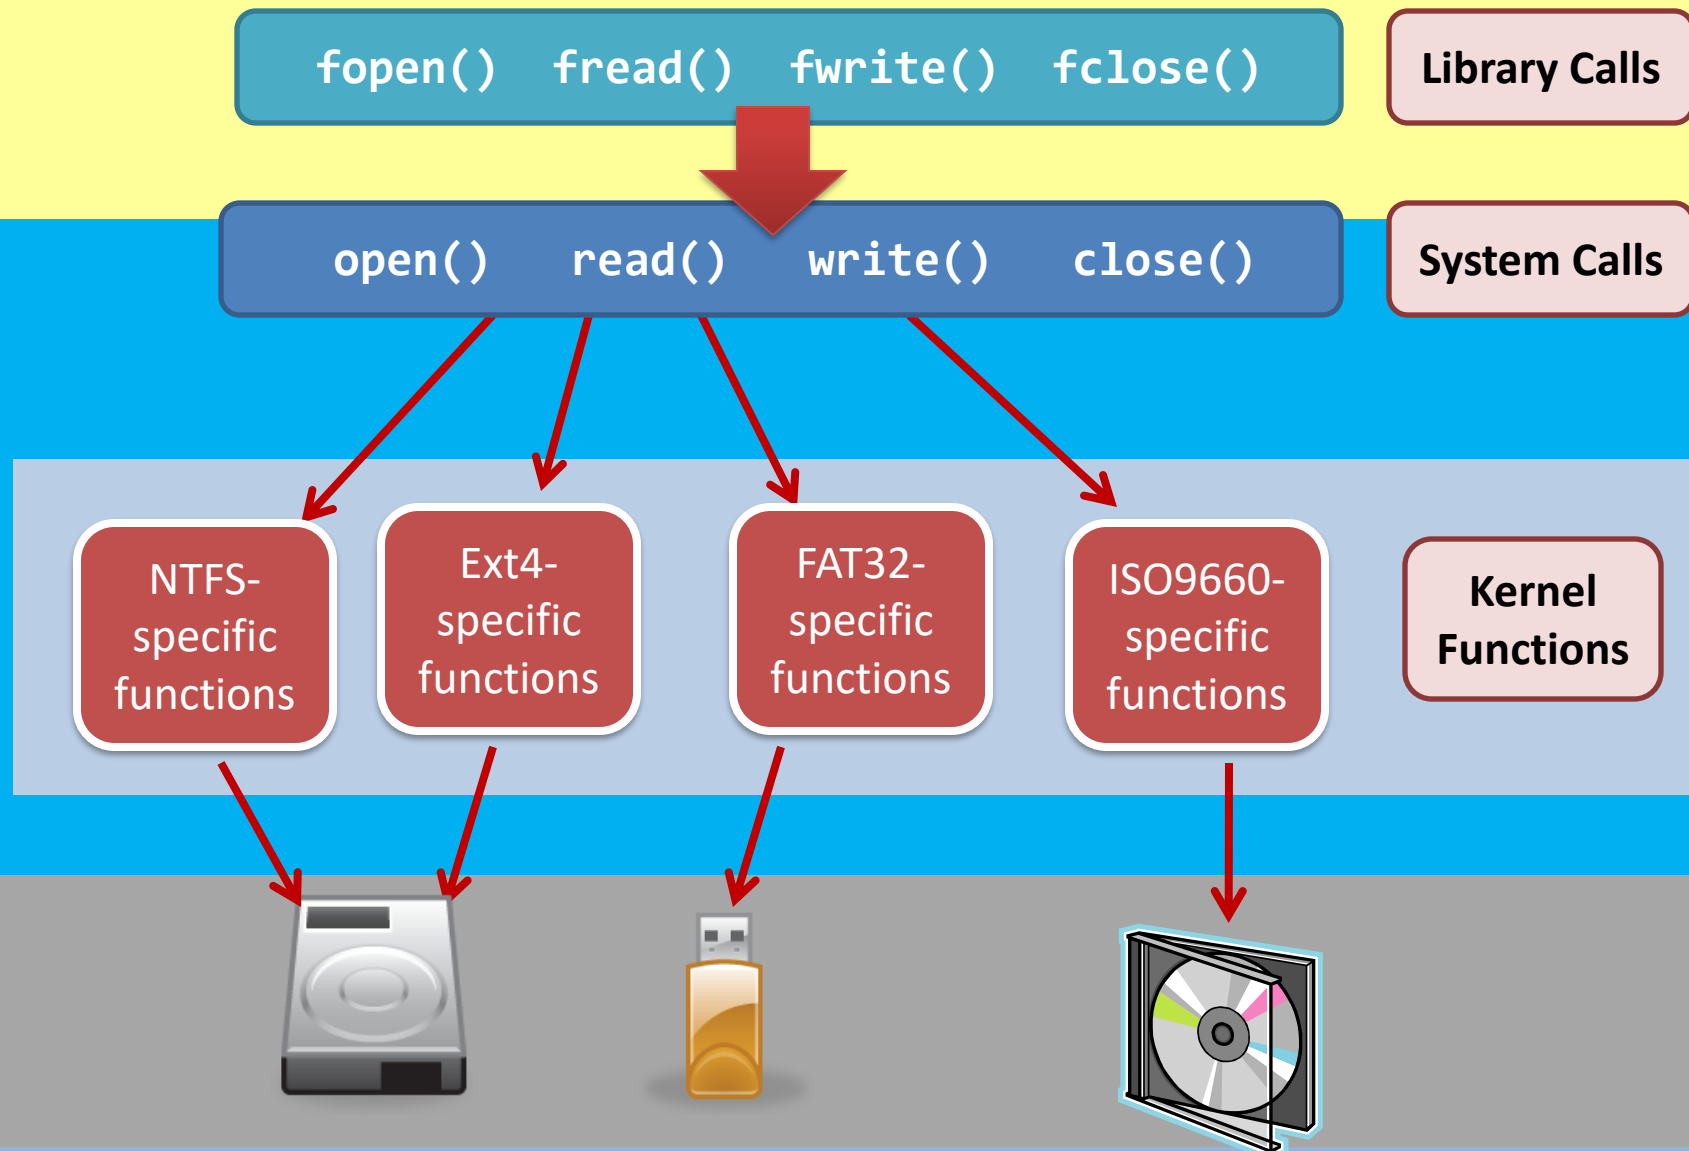 fopen() fread() fwrite() fclose()
Library Calls
open() read() write() close()
System Calls
NTFS-
specific
functions
Ext4-
specific
functions
FAT32-
specific
functions
ISO9660-
specific
functions
Kernel
Functions